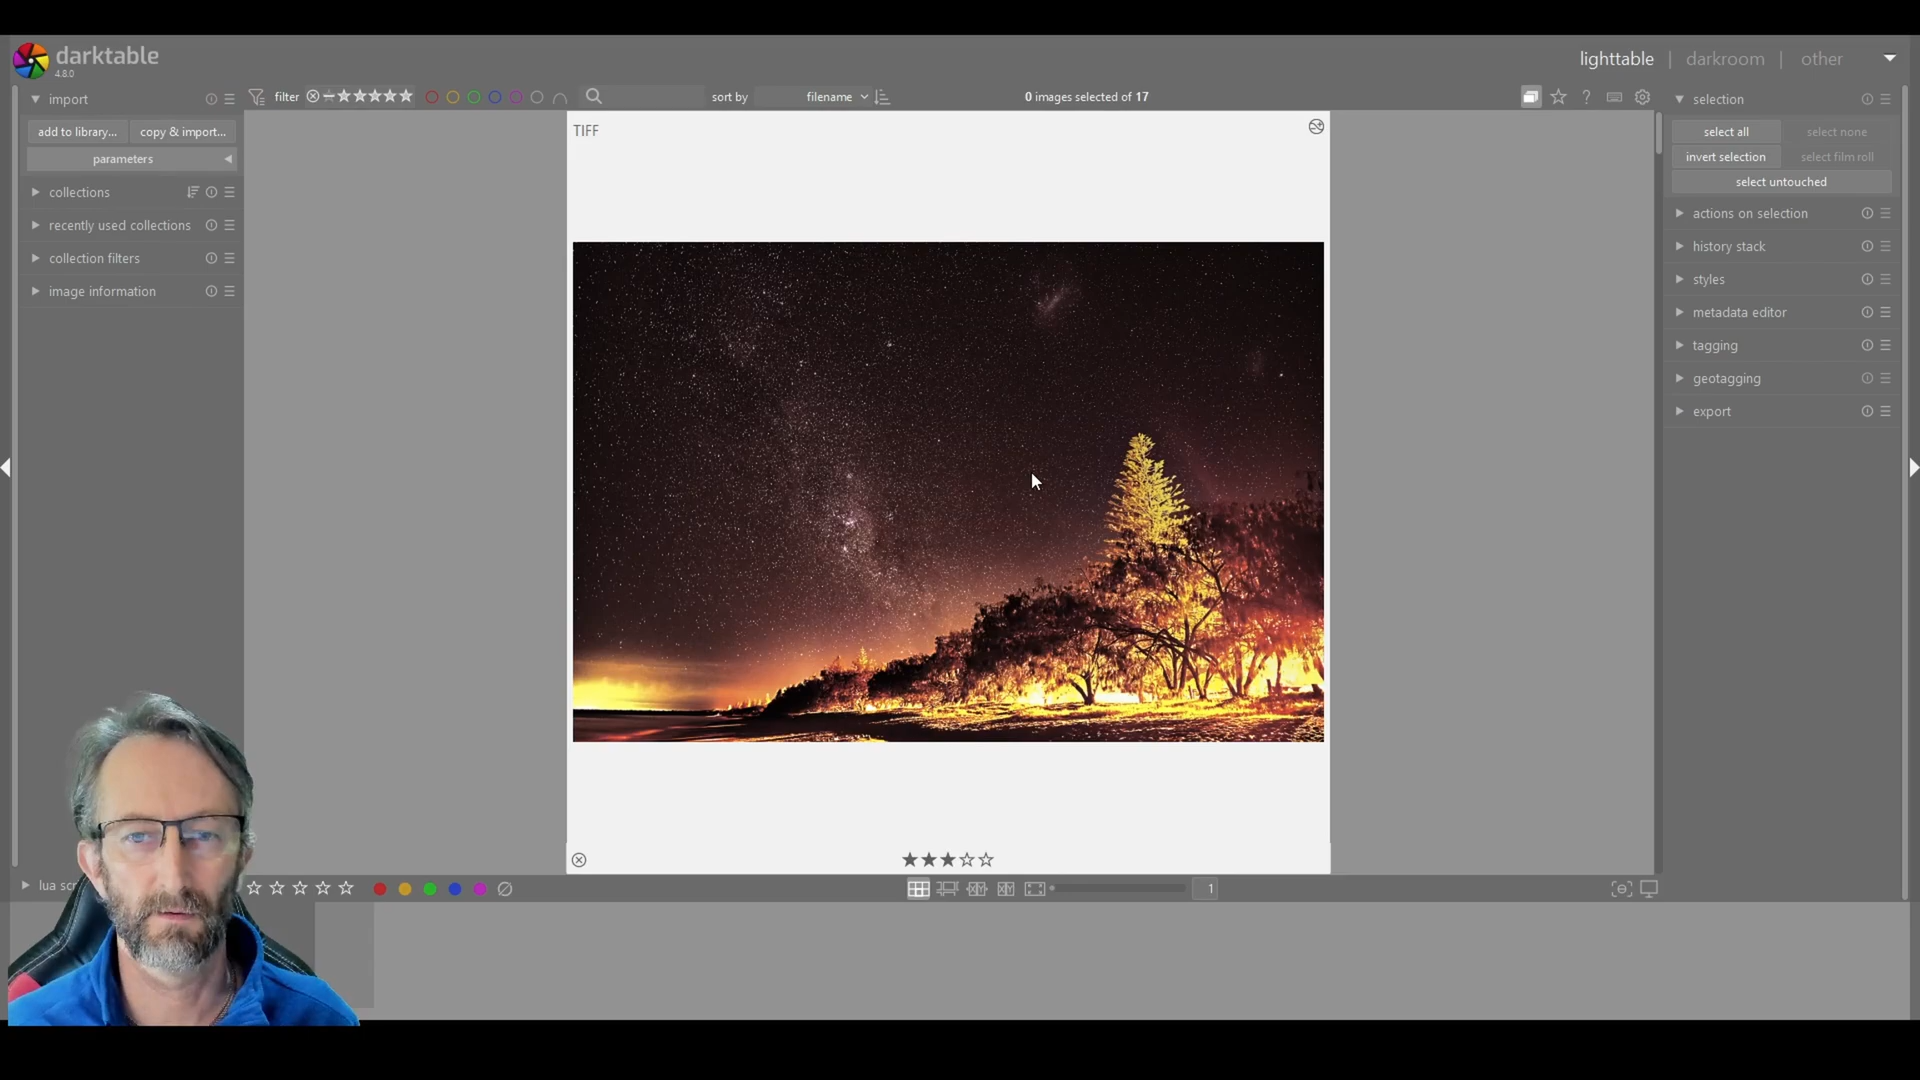 darktable
4.8.0
lighttable | darkroom | other
import
filter
sort by filename
0 images selected of 17
?
selection
add to library... copy & import...
parameters
collections
recently used collections
collection filters
image information
TIFF
select all select none
invert selection select film roll
select untouched
actions on selection
history stack
styles
metadata editor
tagging
geotagging
export
lua
1